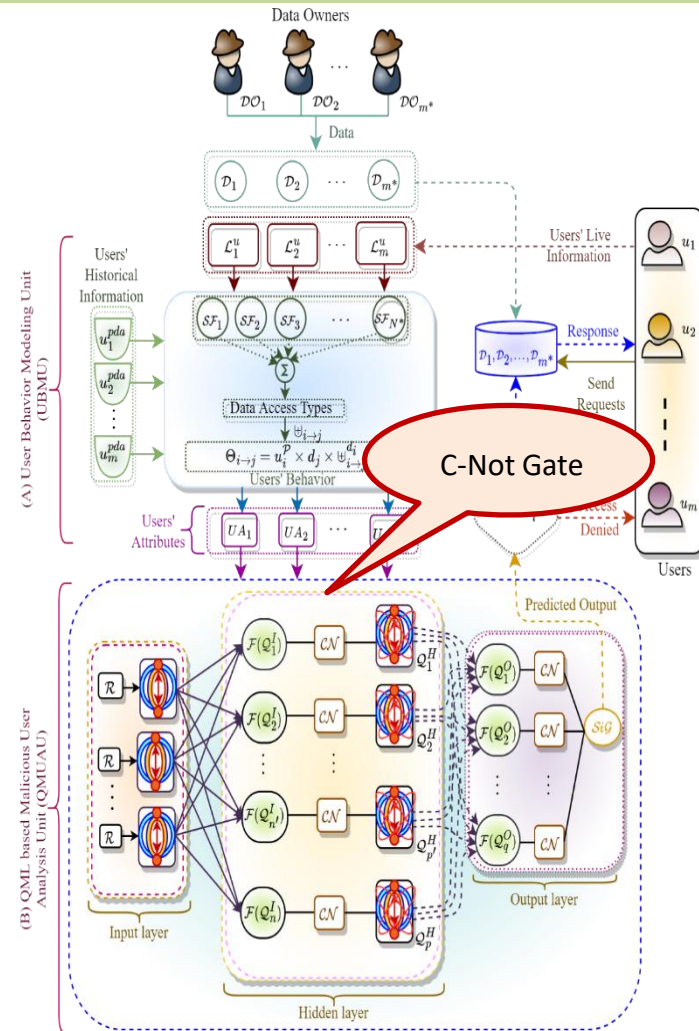 Data Owners
𝒟𝒪₁ 𝒟𝒪₂ ··· 𝒟𝒪ₘ*
Data
𝒟₁ 𝒟₂ ··· 𝒟ₘ*
ℒ₁ᵘ ℒ₂ᵘ ··· ℒₘᵘ
Users' Live
Information
u₁
(A) User Behavior Modeling Unit
(UBMU)
Users'
Historical
Information
u₁ᵖᵈᵃ
u₂ᵖᵈᵃ
⋮
uₘᵖᵈᵃ
𝒮ℱ₁ 𝒮ℱ₂ 𝒮ℱ₃ ··· 𝒮ℱ_N*
Σ
Data Access Types
⊎ᵢ→ⱼ
Θᵢ→ⱼ = uᵢ^𝒫 × dⱼ × ⊎ᵢ→^dᵢ
Users' Behavior
𝒟₁, 𝒟₂, ..., 𝒟ₘ*
Response
u₂
Send
Requests
C-Not Gate
Denied
uₘ
Users
Users'
Attributes
UA₁ UA₂ ···
Predicted Output
(B) QML based Malicious User
Analysis Unit (QMUAU)
ℛ
ℛ
⋮
ℛ
Input layer
ℱ(𝒬₁ᴵ) 𝒞𝒩 𝒬₁ᴴ
ℱ(𝒬₂ᴵ) 𝒞𝒩 𝒬₂ᴴ
⋮ ⋮ ⋮
ℱ(𝒬ₙ'ᴵ) 𝒞𝒩 𝒬ₚ'ᴴ
ℱ(𝒬ₙᴵ) 𝒞𝒩 𝒬ₚᴴ
Hidden layer
ℱ(𝒬₁ᴼ) 𝒞𝒩
ℱ(𝒬₂ᴼ) 𝒞𝒩
⋮ ⋮
ℱ(𝒬_qᴼ) 𝒞𝒩
𝒮i𝒢
Output layer